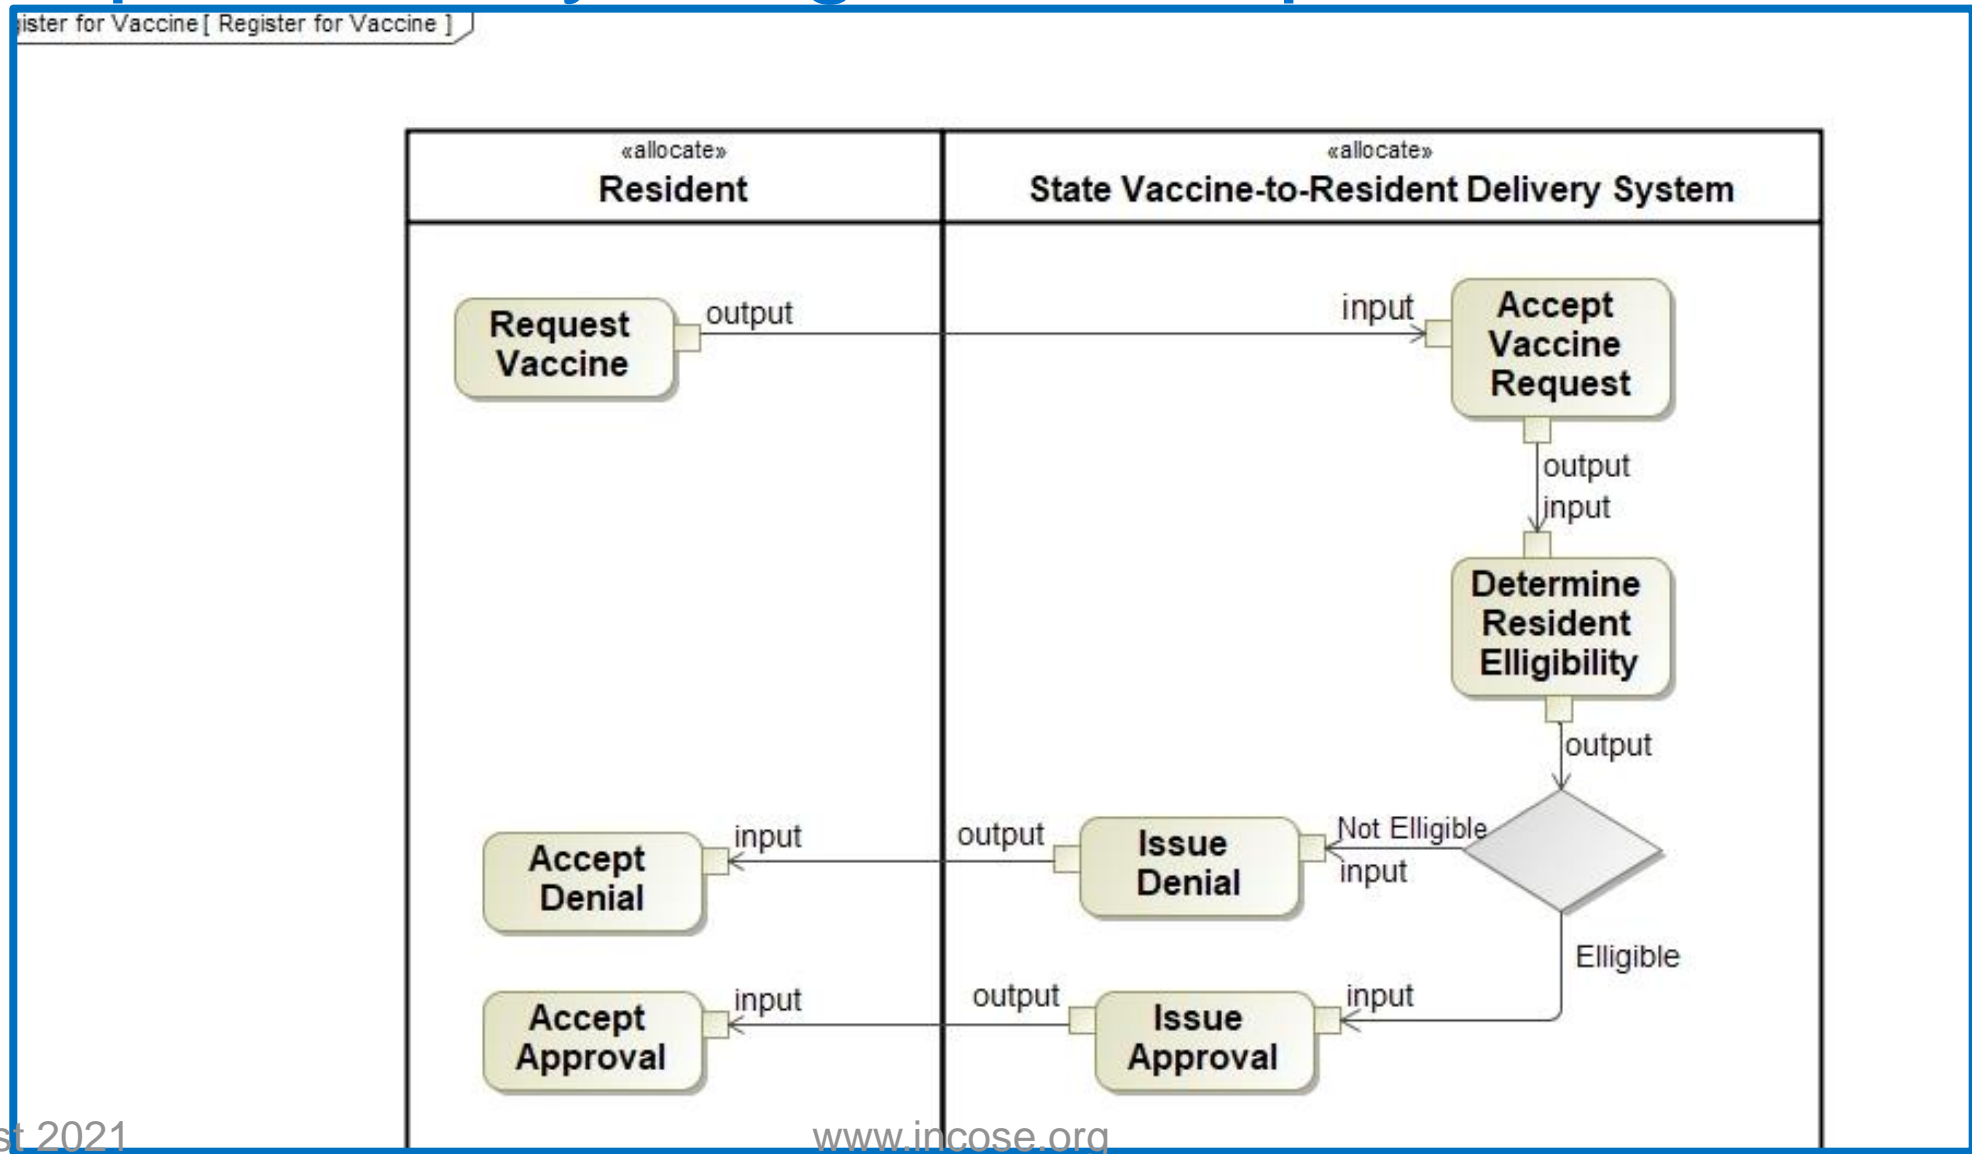 ister for Vaccine [ Register for Vaccine ]
«allocate»
Resident
«allocate»
State Vaccine-to-Resident Delivery System
Request
Vaccine
output
input
Accept
Vaccine
Request
output
input
Determine
Resident
Elligibility
output
Not Elligible
input
Issue
Denial
output
input
Accept
Denial
Elligible
input
Issue
Approval
output
input
Accept
Approval
st 2021
www.incose.org